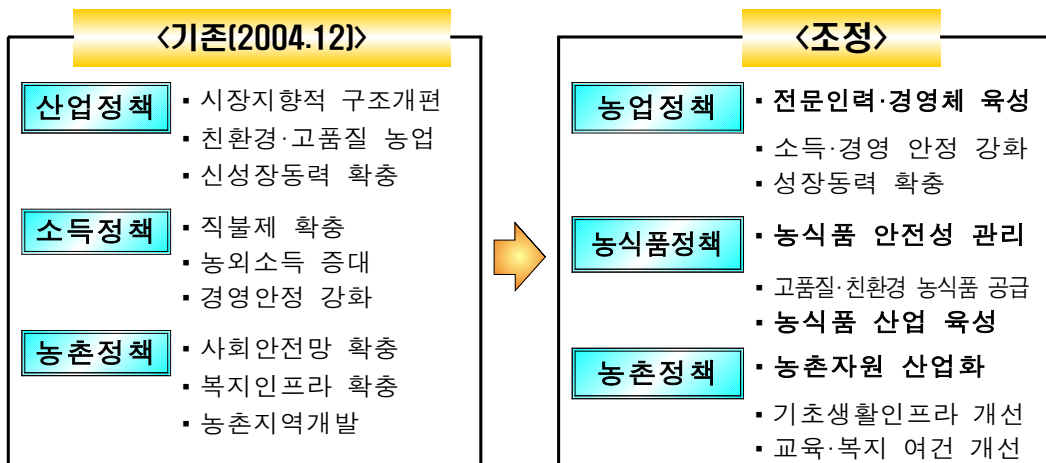 <기존(2004.12)>
산업정책
▪ 시장지향적 구조개편
▪ 친환경·고품질 농업
▪ 신성장동력 확충
소득정책
▪ 직불제 확충
▪ 농외소득 증대
▪ 경영안정 강화
농촌정책
▪ 사회안전망 확충
▪ 복지인프라 확충
▪ 농촌지역개발
<조정>
농업정책
▪ 전문인력·경영체 육성
▪ 소득·경영 안정 강화
▪ 성장동력 확충
농식품정책
▪ 농식품 안전성 관리
▪ 고품질·친환경 농식품 공급
▪ 농식품 산업 육성
농촌정책
▪ 농촌자원 산업화
▪ 기초생활인프라 개선
▪ 교육·복지 여건 개선